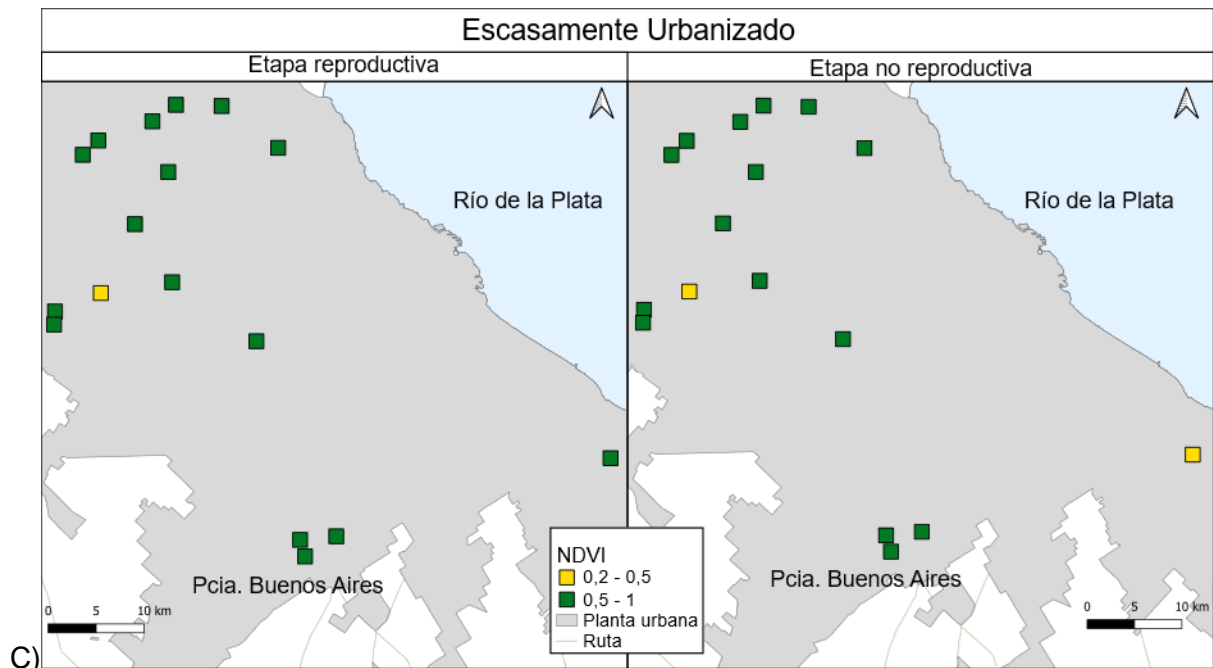 Escasamente Urbanizado
Etapa reproductiva
Etapa no reproductiva
Río de la Plata
Río de la Plata
Pcia. Buenos Aires
Pcia. Buenos Aires
NDVI
0,2 - 0,5
0,5 - 1
Planta urbana
Ruta
0 5 10 km
0 5 10 km
C)